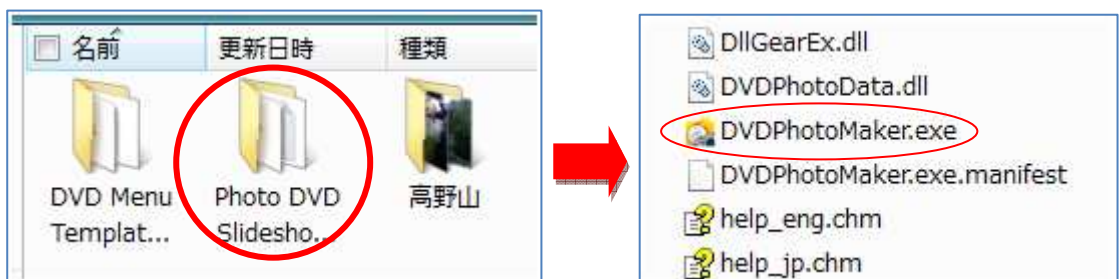 名前 更新日時 種類
DVD Menu Templat...
Photo DVD Slidesho...
高野山
DllGearEx.dll
DVDPhotoData.dll
DVDPhotoMaker.exe
DVDPhotoMaker.exe.manifest
help_eng.chm
help_jp.chm